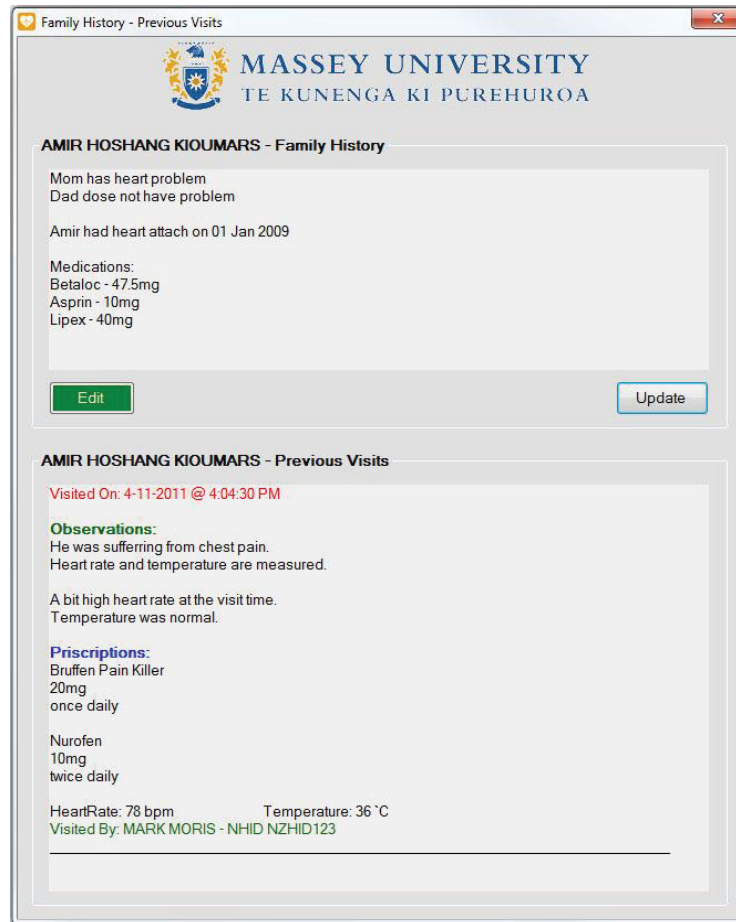 Family History - Previous Visits
MASSEY UNIVERSITY
TE KUNENGA KI PUREHUROA
AMIR HOSHANG KIOUMARS - Family History
Mom has heart problem
Dad dose not have problem
Amir had heart attach on 01 Jan 2009
Medications:
Betaloc - 47.5mg
Asprin - 10mg
Lipex - 40mg
Edit
Update
AMIR HOSHANG KIOUMARS - Previous Visits
Visited On: 4-11-2011 @ 4:04:30 PM
Observations:
He was sufferring from chest pain.
Heart rate and temperature are measured.
A bit high heart rate at the visit time.
Temperature was normal.
Priscriptions:
Bruffen Pain Killer
20mg
once daily
Nurofen
10mg
twice daily
HeartRate: 78 bpm Temperature: 36 `C
Visited By: MARK MORIS - NHID NZHID123